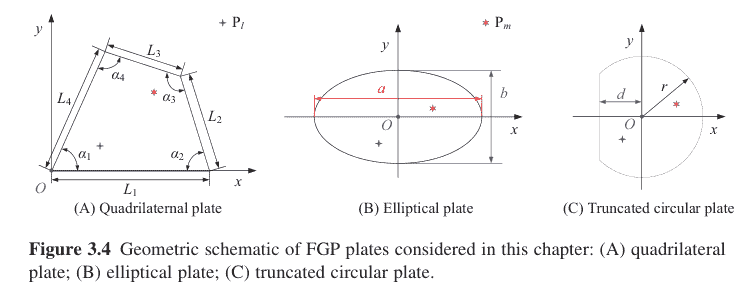 y
+ P_l
L_3
α_4
α_3
L_4
L_2
α_1
α_2
O
x
L_1
(A) Quadrilaternal plate
* P_m
y
a
b
O
x
(B) Elliptical plate
y
d
r
O
x
(C) Truncated circular plate
Figure 3.4 Geometric schematic of FGP plates considered in this chapter: (A) quadrilateral
plate; (B) elliptical plate; (C) truncated circular plate.